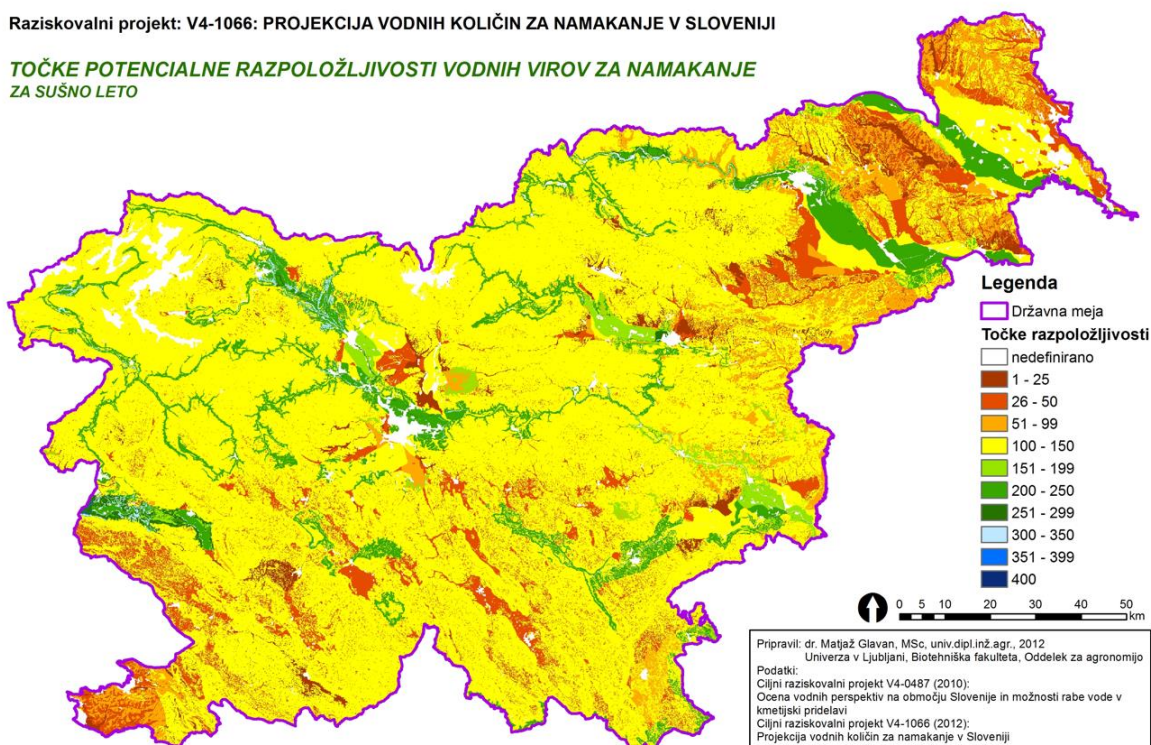 Raziskovalni projekt: V4-1066: PROJEKCIJA VODNIH KOLIČIN ZA NAMAKANJE V SLOVENIJI
TOČKE POTENCIALNE RAZPOLOŽLJIVOSTI VODNIH VIROV ZA NAMAKANJE
ZA SUŠNO LETO
Legenda
Državna meja
Točke razpoložljivosti
nedefinirano
1 - 25
26 - 50
51 - 99
100 - 150
151 - 199
200 - 250
251 - 299
300 - 350
351 - 399
400
0 5 10 20 30 40 50
km
Pripravil: dr. Matjaž Glavan, MSc, univ.dipl.inž.agr., 2012
Univerza v Ljubljani, Biotehniška fakulteta, Oddelek za agronomijo
Podatki:
Ciljni raziskovalni projekt V4-0487 (2010):
Ocena vodnih perspektiv na območju Slovenije in možnosti rabe vode v
kmetijski pridelavi
Ciljni raziskovalni projekt V4-1066 (2012):
Projekcija vodnih količin za namakanje v Sloveniji